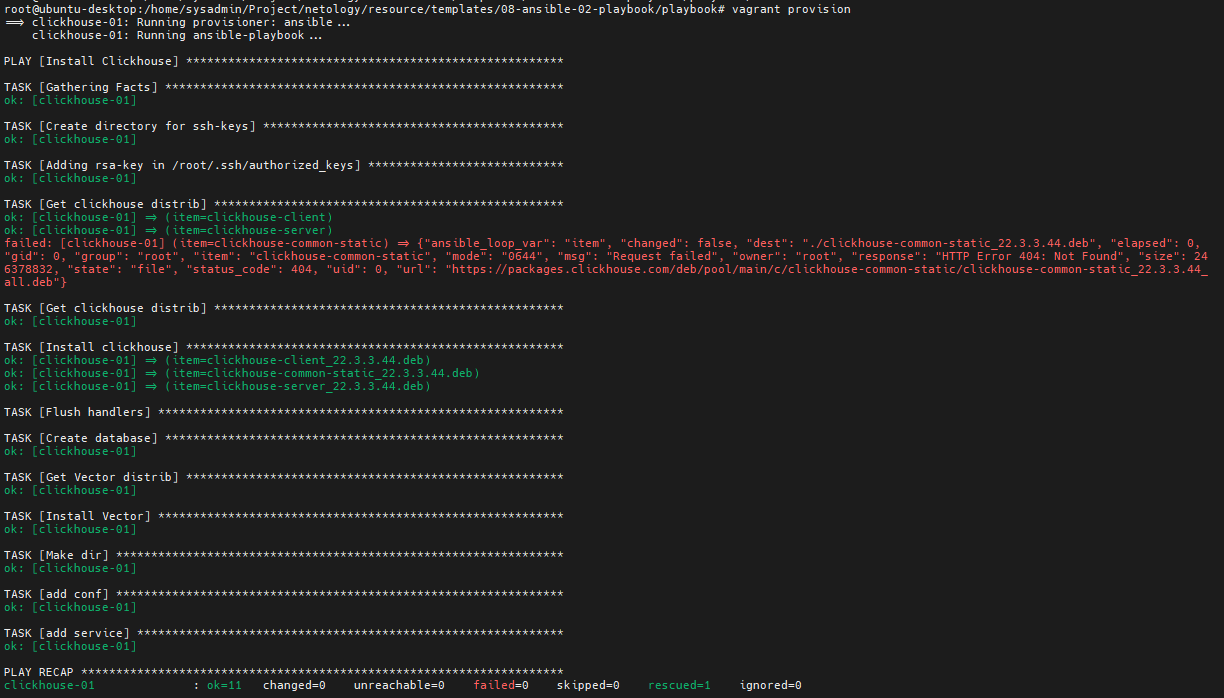 root@ubuntu-desktop:/home/sysadmin/Project/netology/resource/templates/08-ansible-02-playbook/playbook# vagrant provision
==> clickhouse-01: Running provisioner: ansible...
    clickhouse-01: Running ansible-playbook...
PLAY [Install Clickhouse] ******************************************************
TASK [Gathering Facts] *********************************************************
ok: [clickhouse-01]
TASK [Create directory for ssh-keys] *******************************************
ok: [clickhouse-01]
TASK [Adding rsa-key in /root/.ssh/authorized_keys] ****************************
ok: [clickhouse-01]
TASK [Get clickhouse distrib] **************************************************
ok: [clickhouse-01] => (item=clickhouse-client)
ok: [clickhouse-01] => (item=clickhouse-server)
failed: [clickhouse-01] (item=clickhouse-common-static) => {"ansible_loop_var": "item", "changed": false, "dest": "./clickhouse-common-static_22.3.3.44.deb", "elapsed": 0,
"gid": 0, "group": "root", "item": "clickhouse-common-static", "mode": "0644", "msg": "Request failed", "owner": "root", "response": "HTTP Error 404: Not Found", "size": 24
6378832, "state": "file", "status_code": 404, "uid": 0, "url": "https://packages.clickhouse.com/deb/pool/main/c/clickhouse-common-static/clickhouse-common-static_22.3.3.44_
all.deb"}
TASK [Get clickhouse distrib] **************************************************
ok: [clickhouse-01]
TASK [Install clickhouse] ******************************************************
ok: [clickhouse-01] => (item=clickhouse-client_22.3.3.44.deb)
ok: [clickhouse-01] => (item=clickhouse-common-static_22.3.3.44.deb)
ok: [clickhouse-01] => (item=clickhouse-server_22.3.3.44.deb)
TASK [Flush handlers] **********************************************************
TASK [Create database] *********************************************************
ok: [clickhouse-01]
TASK [Get Vector distrib] ******************************************************
ok: [clickhouse-01]
TASK [Install Vector] **********************************************************
ok: [clickhouse-01]
TASK [Make dir] ****************************************************************
ok: [clickhouse-01]
TASK [add conf] ****************************************************************
ok: [clickhouse-01]
TASK [add service] *************************************************************
ok: [clickhouse-01]
PLAY RECAP *********************************************************************
clickhouse-01              : ok=11   changed=0    unreachable=0    failed=0    skipped=0    rescued=1    ignored=0